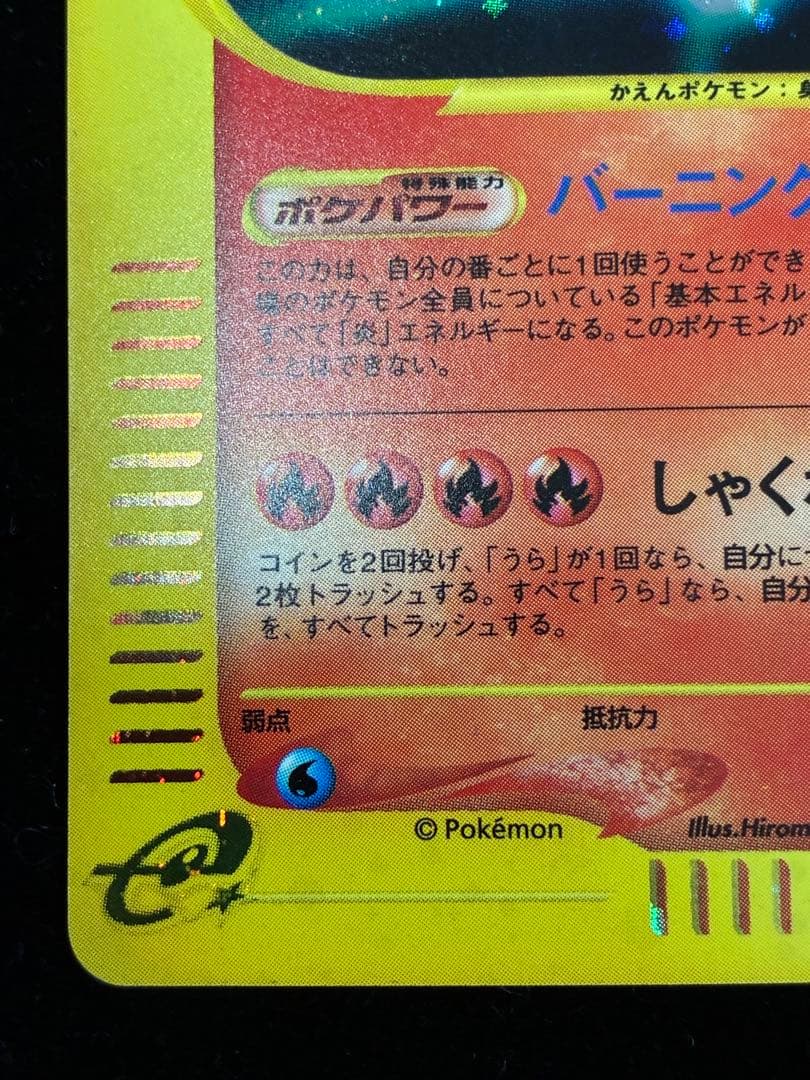 かえんポケモン：
特殊能力
ポケパワー
バーニング
この力は、自分の番ごとに1回使うことができ
場のポケモン全員についている「基本エネル
すべて「炎」エネルギーになる。このポケモンが
ことはできない。
しゃく
コインを2回投げ、「うら」が1回なら、自分に
2枚トラッシュする。すべて「うら」なら、自分
を、すべてトラッシュする。
弱点
抵抗力
© Pokémon
Illus.Hirom